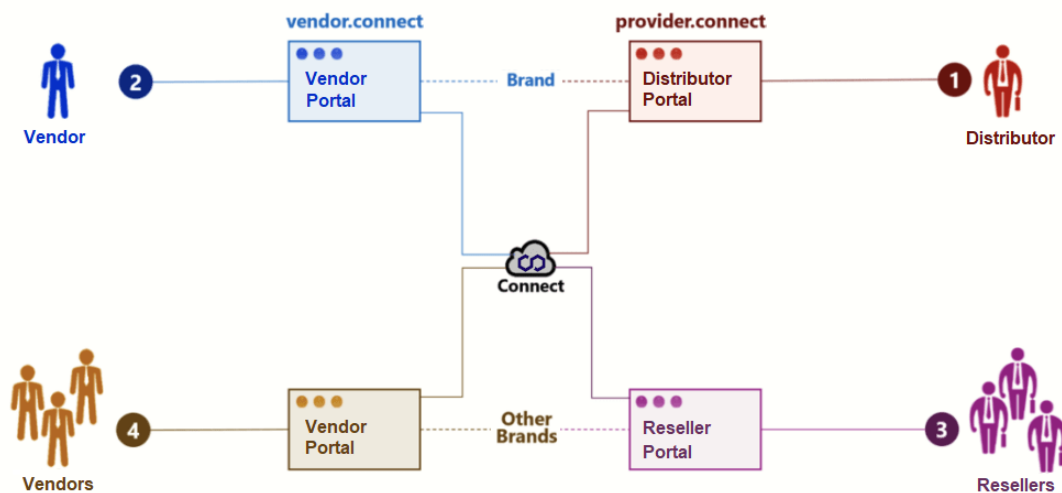 vendor.connect
provider.connect
2
Vendor
Portal
Brand
Distributor
Portal
1
Vendor
Distributor
Connect
4
Vendor
Portal
Other
Brands
Reseller
Portal
3
Vendors
Resellers